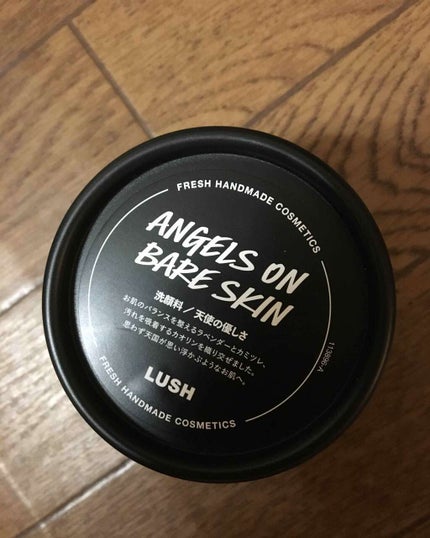 FRESH HANDMADE COSMETICS
ANGELS ON
BARE SKIN
洗顔料/天使の優しさ
お肌のバランスを整えるラベンダーとカミツレ、
汚れを吸着するカオリンを織り交ぜました。
思わず天国が思い浮かぶようなお肌へ。
LUSH
FRESH HANDMADE COSMETICS
113896-A